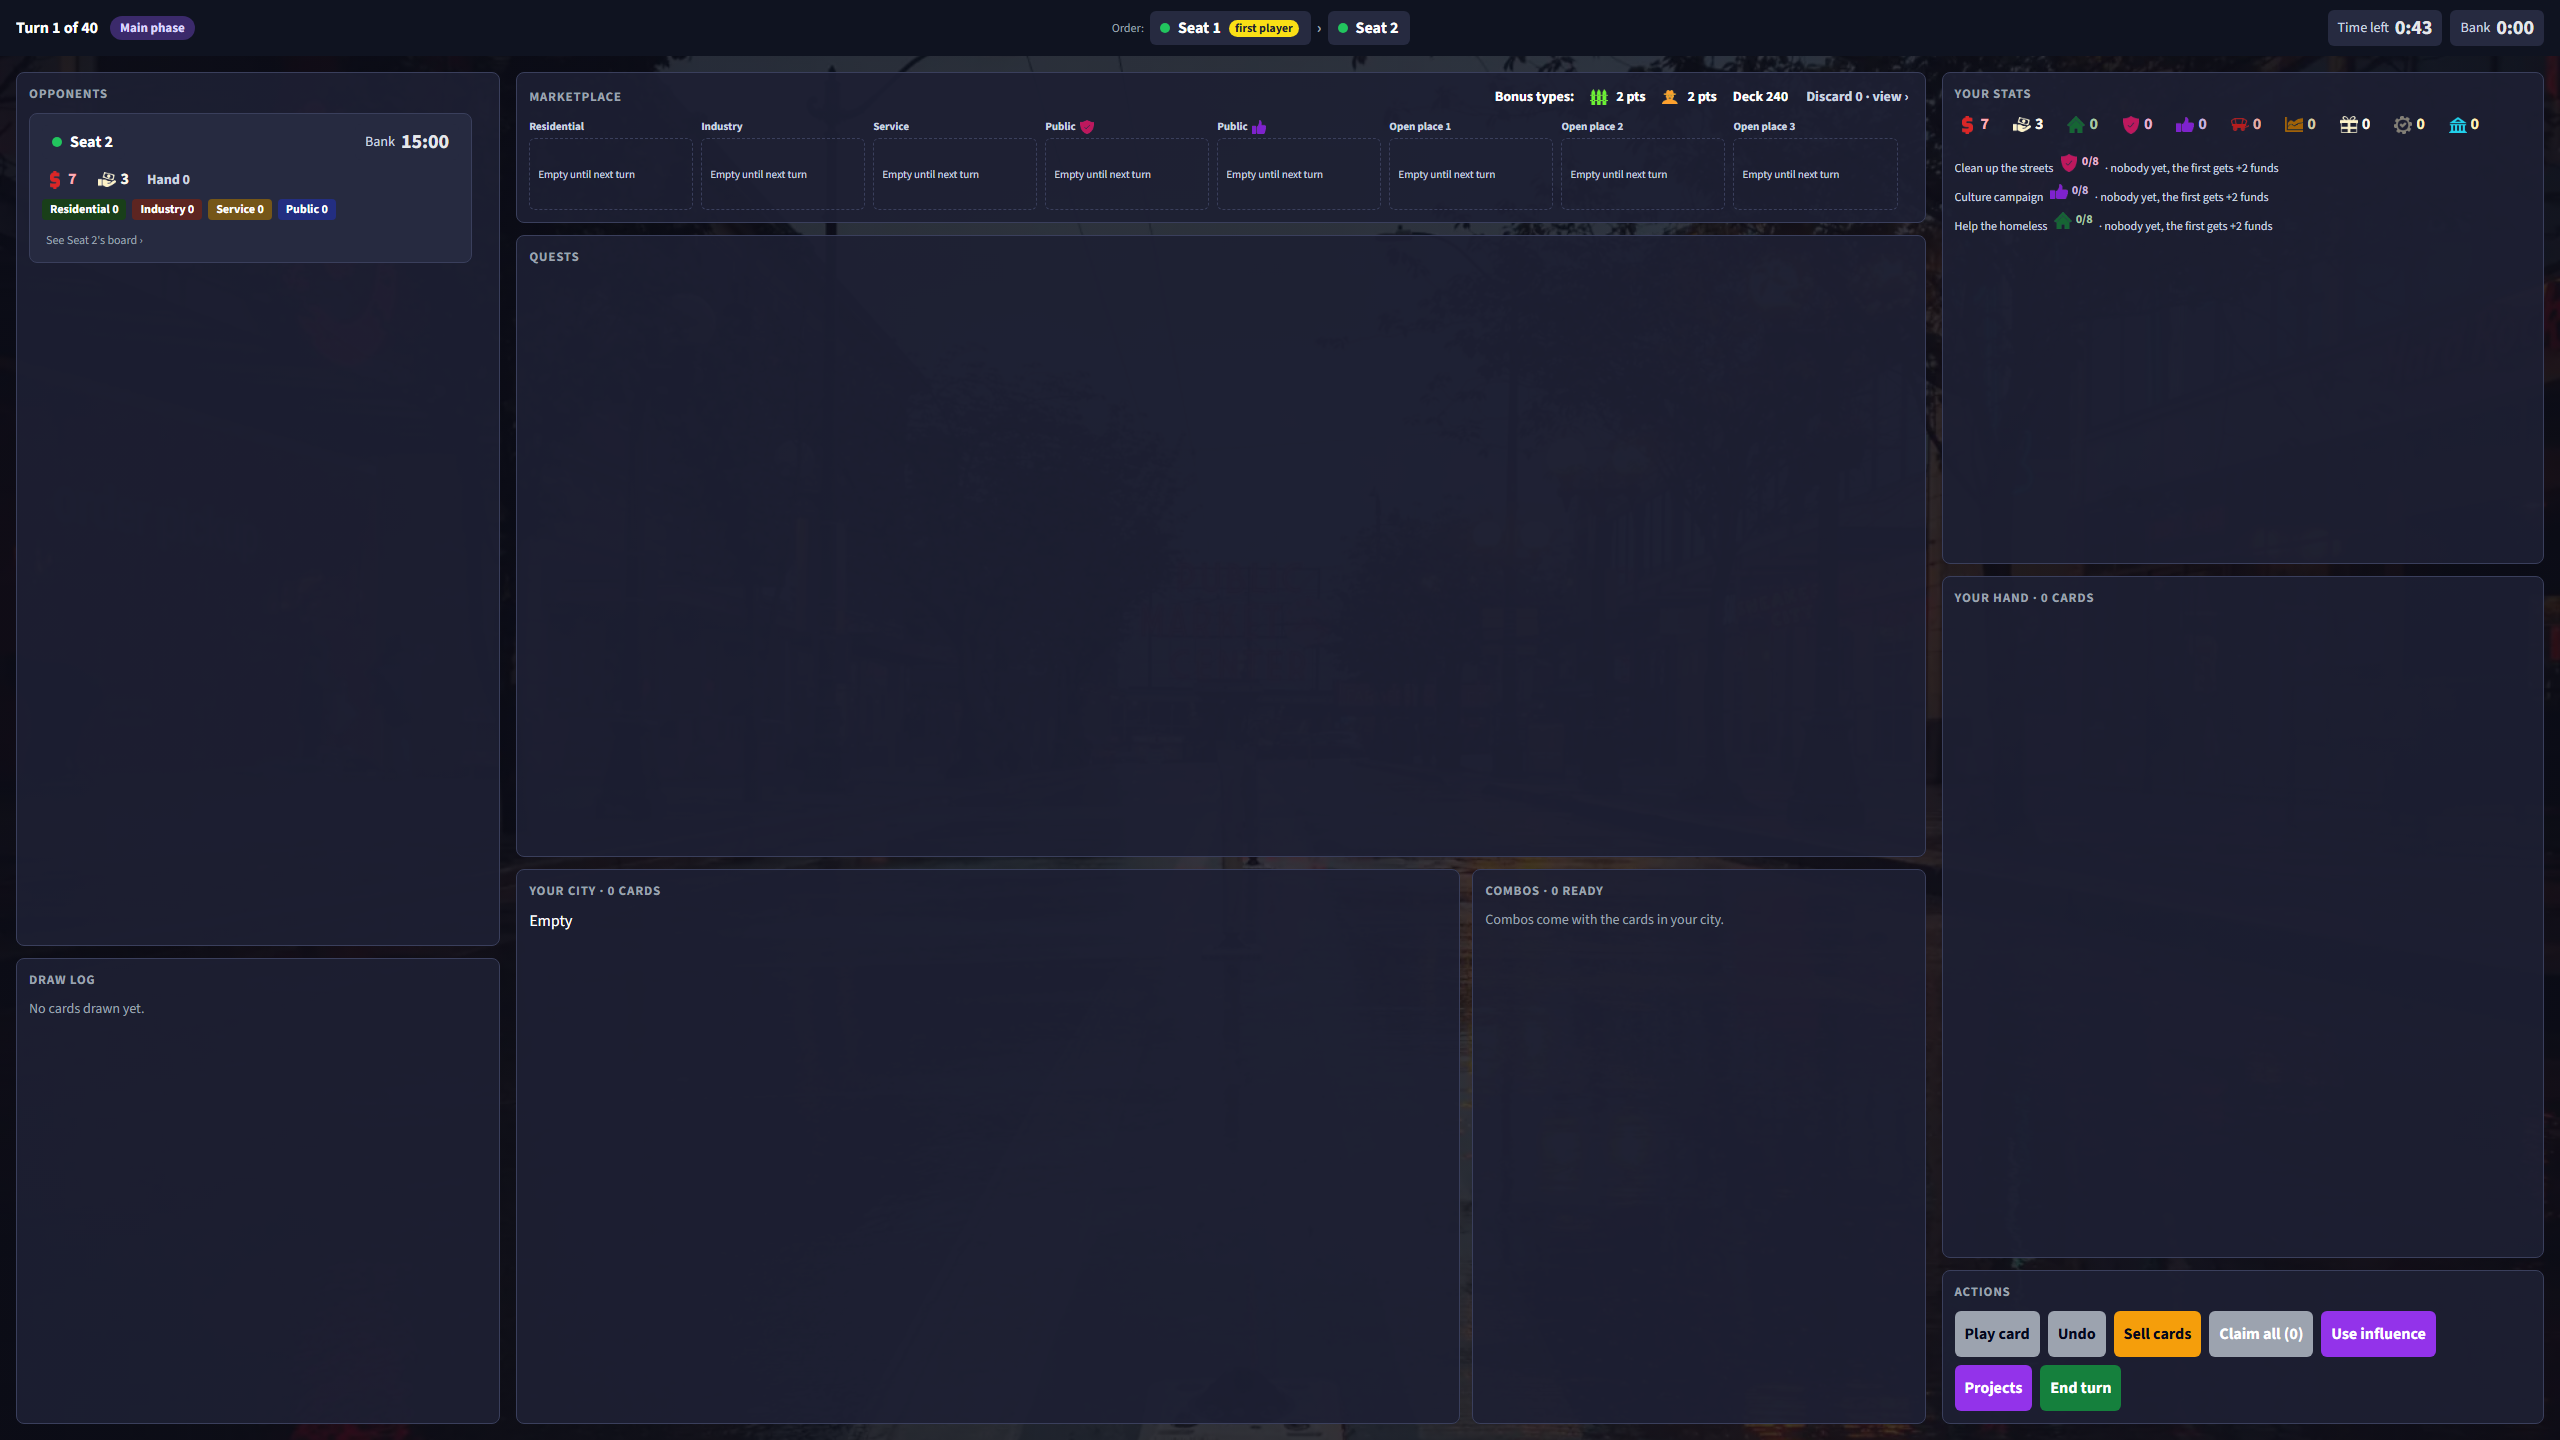 Turn 1 of 40 Main phase
Order: Seat 1 first player › Seat 2
Time left 0:43 Bank 0:00
OPPONENTS
Seat 2 Bank 15:00
7 3 Hand 0
Residential 0 Industry 0 Service 0 Public 0
See Seat 2's board ›
DRAW LOG
No cards drawn yet.
MARKETPLACE Bonus types: 2 pts 2 pts Deck 240 Discard 0 · view ›
Residential Industry Service Public Public Open place 1 Open place 2 Open place 3
Empty until next turn Empty until next turn Empty until next turn Empty until next turn Empty until next turn Empty until next turn Empty until next turn Empty until next turn
QUESTS
YOUR CITY · 0 CARDS
Empty
COMBOS · 0 READY
Combos come with the cards in your city.
YOUR STATS
7 3 0 0 0 0 0 0 0 0
Clean up the streets 0/8 · nobody yet, the first gets +2 funds
Culture campaign 0/8 · nobody yet, the first gets +2 funds
Help the homeless 0/8 · nobody yet, the first gets +2 funds
YOUR HAND · 0 CARDS
ACTIONS
Play card Undo Sell cards Claim all (0) Use influence
Projects End turn